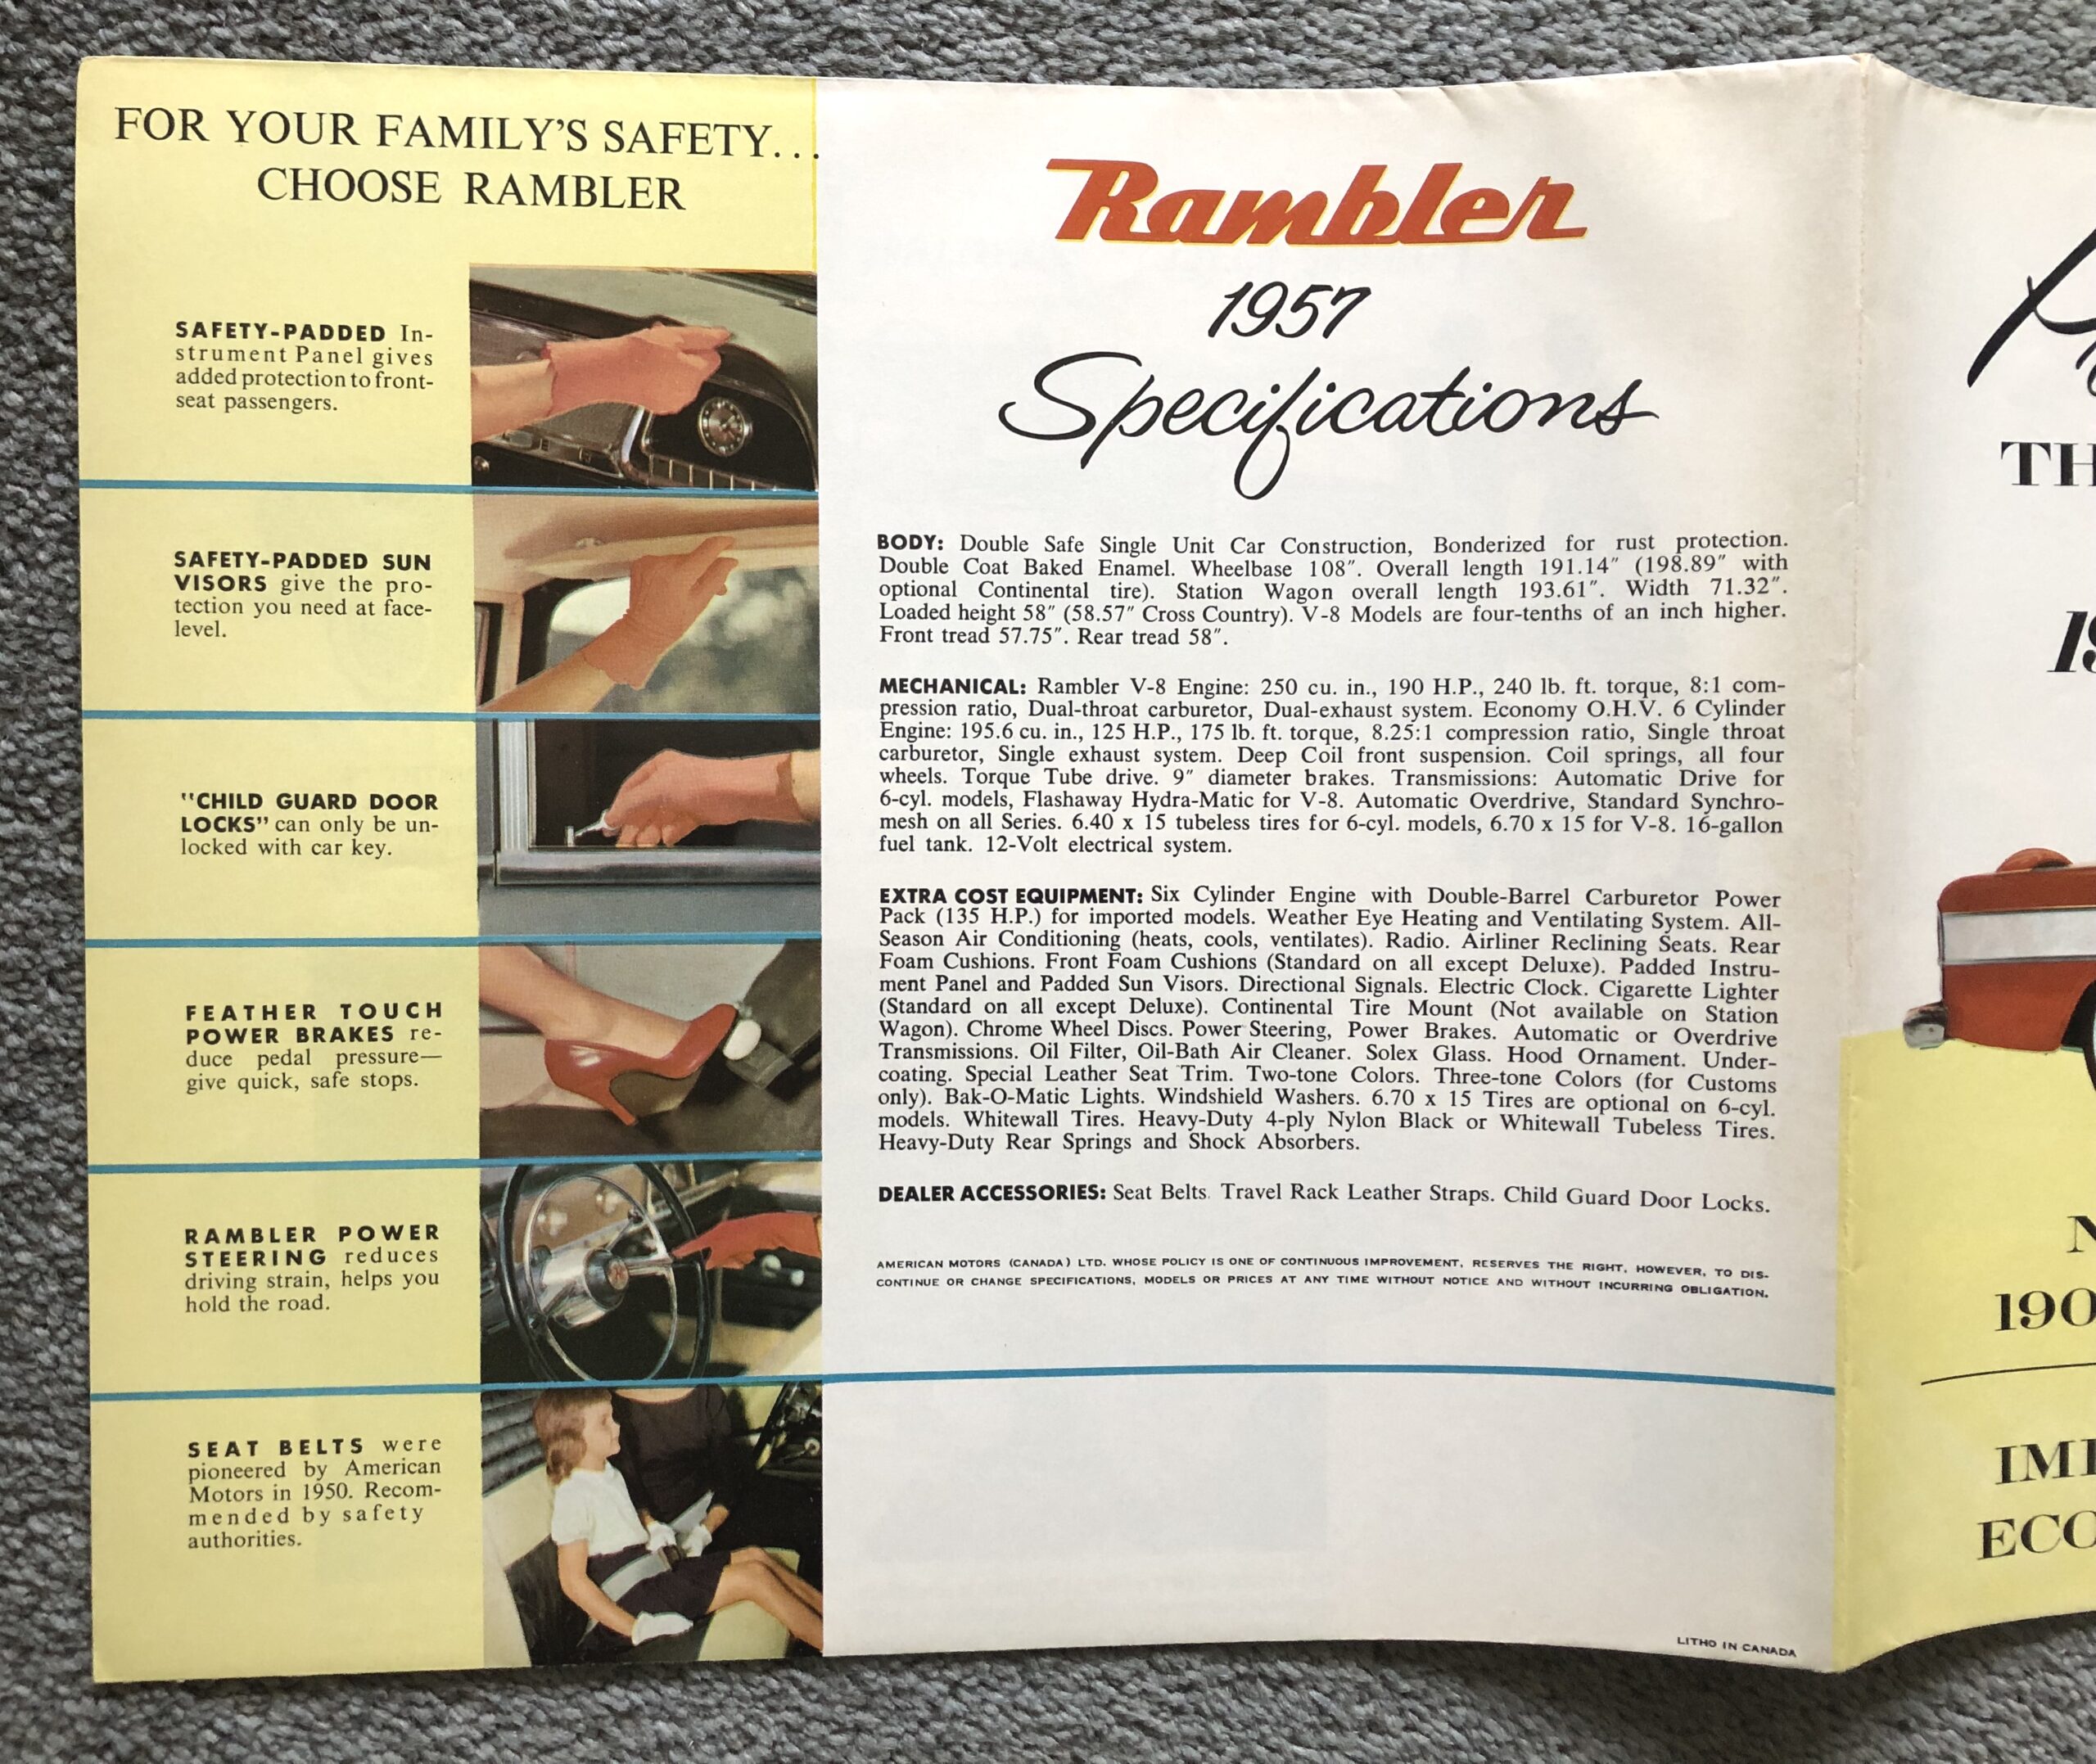 FOR YOUR FAMILY'S SAFETY...
CHOOSE RAMBLER
SAFETY-PADDED In-
strument Panel gives
added protection to front-
seat passengers.
SAFETY-PADDED SUN
VISORS give the pro-
tection you need at face-
level.
"CHILD GUARD DOOR
LOCKS" can only be un-
locked with car key.
FEATHER TOUCH
POWER BRAKES re-
duce pedal pressure—
give quick, safe stops.
RAMBLER POWER
STEERING reduces
driving strain, helps you
hold the road.
SEAT BELTS were
pioneered by American
Motors in 1950. Recom-
mended by safety
authorities.
Rambler
1957
Specifications
BODY: Double Safe Single Unit Car Construction, Bonderized for rust protection.
Double Coat Baked Enamel. Wheelbase 108″. Overall length 191.14″ (198.89″ with
optional Continental tire). Station Wagon overall length 193.61″. Width 71.32″.
Loaded height 58″ (58.57″ Cross Country). V-8 Models are four-tenths of an inch higher.
Front tread 57.75″. Rear tread 58″.
MECHANICAL: Rambler V-8 Engine: 250 cu. in., 190 H.P., 240 lb. ft. torque, 8:1 com-
pression ratio, Dual-throat carburetor, Dual-exhaust system. Economy O.H.V. 6 Cylinder
Engine: 195.6 cu. in., 125 H.P., 175 lb. ft. torque, 8.25:1 compression ratio, Single throat
carburetor, Single exhaust system. Deep Coil front suspension. Coil springs, all four
wheels. Torque Tube drive. 9″ diameter brakes. Transmissions: Automatic Drive for
6-cyl. models, Flashaway Hydra-Matic for V-8. Automatic Overdrive, Standard Synchro-
mesh on all Series. 6.40 x 15 tubeless tires for 6-cyl. models, 6.70 x 15 for V-8. 16-gallon
fuel tank. 12-Volt electrical system.
EXTRA COST EQUIPMENT: Six Cylinder Engine with Double-Barrel Carburetor Power
Pack (135 H.P.) for imported models. Weather Eye Heating and Ventilating System. All-
Season Air Conditioning (heats, cools, ventilates). Radio. Airliner Reclining Seats. Rear
Foam Cushions. Front Foam Cushions (Standard on all except Deluxe). Padded Instru-
ment Panel and Padded Sun Visors. Directional Signals. Electric Clock. Cigarette Lighter
(Standard on all except Deluxe). Continental Tire Mount (Not available on Station
Wagon). Chrome Wheel Discs. Power Steering, Power Brakes. Automatic or Overdrive
Transmissions. Oil Filter, Oil-Bath Air Cleaner. Solex Glass. Hood Ornament. Under-
coating. Special Leather Seat Trim. Two-tone Colors. Three-tone Colors (for Customs
only). Bak-O-Matic Lights. Windshield Washers. 6.70 x 15 Tires are optional on 6-cyl.
models. Whitewall Tires. Heavy-Duty 4-ply Nylon Black or Whitewall Tubeless Tires.
Heavy-Duty Rear Springs and Shock Absorbers.
DEALER ACCESSORIES: Seat Belts. Travel Rack Leather Straps. Child Guard Door Locks.
AMERICAN MOTORS (CANADA) LTD. WHOSE POLICY IS ONE OF CONTINUOUS IMPROVEMENT, RESERVES THE RIGHT, HOWEVER, TO DIS-
CONTINUE OR CHANGE SPECIFICATIONS, MODELS OR PRICES AT ANY TIME WITHOUT NOTICE AND WITHOUT INCURRING OBLIGATION.
LITHO IN CANADA